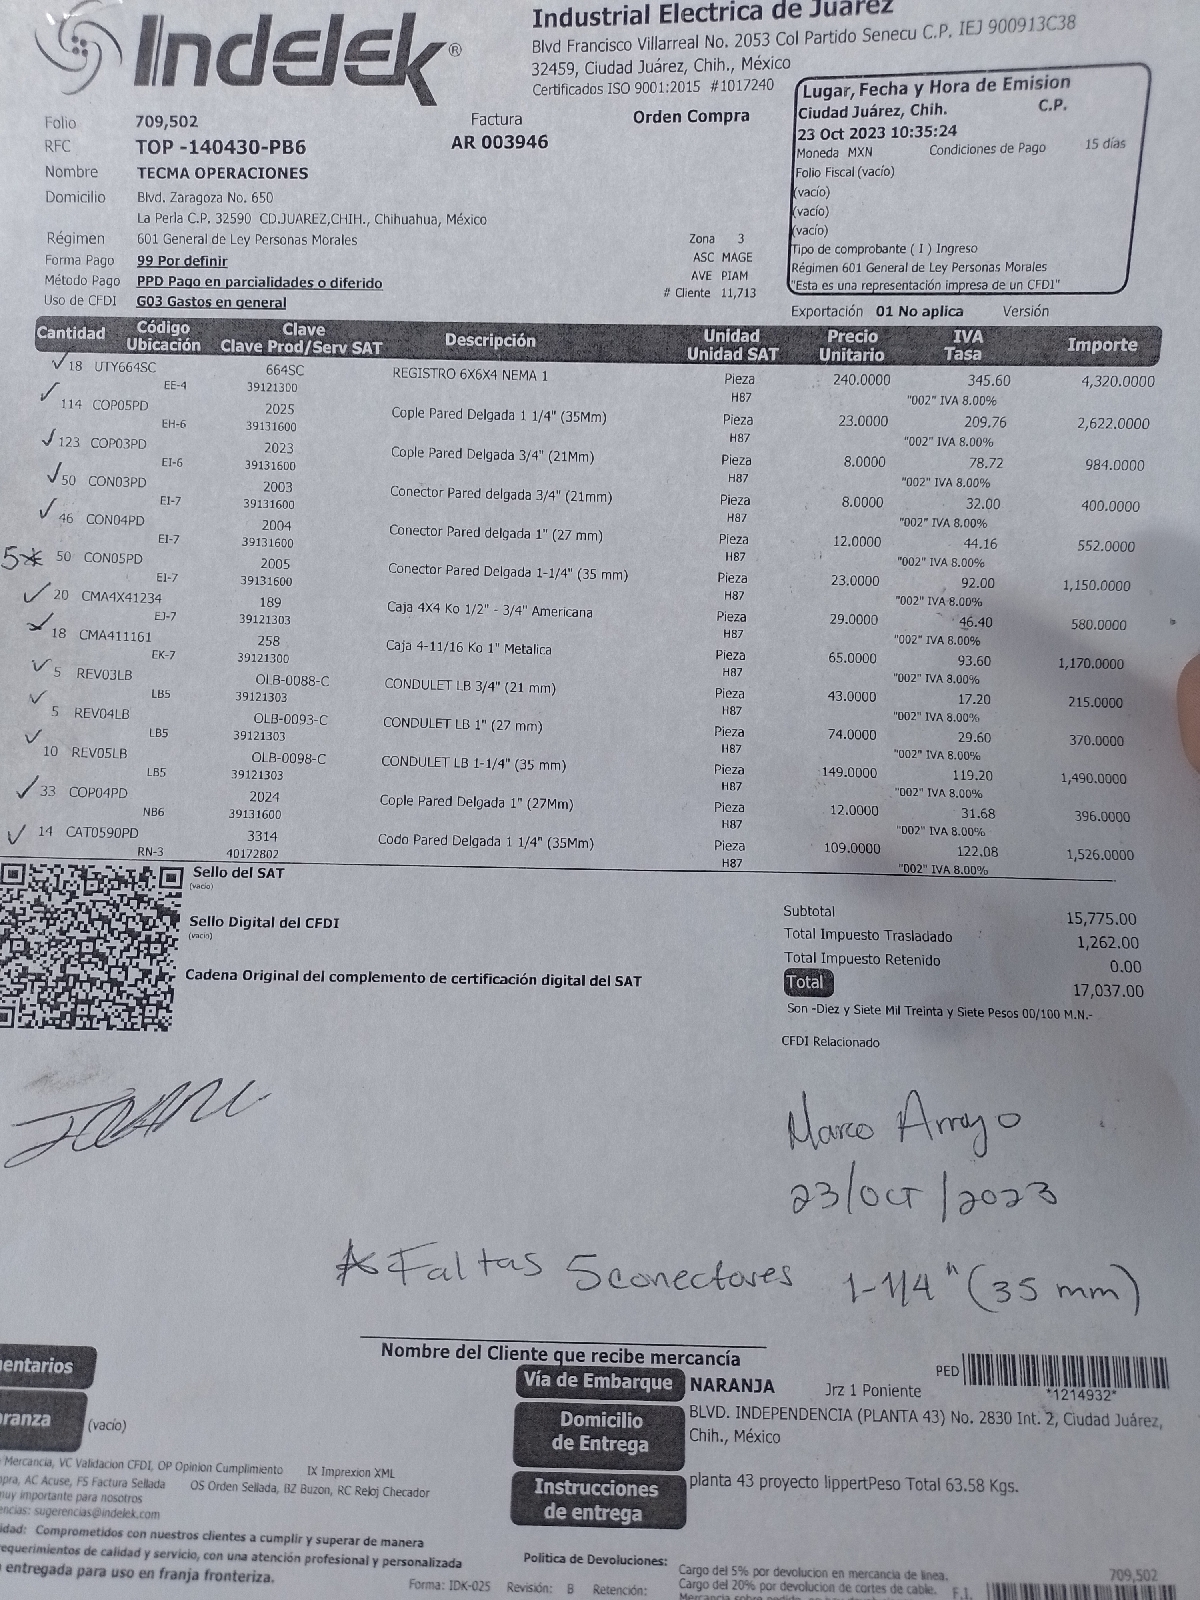 Indelek®
Industrial Electrica de Juarez
Blvd Francisco Villarreal No. 2053 Col Partido Senecu C.P. IEJ 900913C38
32459, Ciudad Juárez, Chih., México
Certificados ISO 9001:2015 #1017240
Folio 709,502 Factura Orden Compra
RFC TOP -140430-PB6 AR 003946
Nombre TECMA OPERACIONES
Domicilio Blvd. Zaragoza No. 650
La Perla C.P. 32590 CD.JUAREZ,CHIH., Chihuahua, México
Régimen 601 General de Ley Personas Morales
Forma Pago 99 Por definir
Método Pago PPD Pago en parcialidades o diferido
Uso de CFDI G03 Gastos en general
Zona 3
ASC MAGE
AVE PIAM
# Cliente 11,713
Lugar, Fecha y Hora de Emision
Ciudad Juárez, Chih. C.P.
23 Oct 2023 10:35:24
Moneda MXN Condiciones de Pago 15 días
Folio Fiscal (vacío)
(vacío)
(vacío)
(vacío)
Tipo de comprobante ( I ) Ingreso
Régimen 601 General de Ley Personas Morales
"Esta es una representación impresa de un CFDI"
Exportación 01 No aplica Versión
Cantidad Código Clave Descripción Unidad Precio IVA Importe
Ubicación Clave Prod/Serv SAT Unidad SAT Unitario Tasa
✓ 18 UTY664SC 664SC REGISTRO 6X6X4 NEMA 1 Pieza 240.0000 345.60 4,320.0000
EE-4 39121300 H87 "002" IVA 8.00%
✓ 114 COP05PD 2025 Cople Pared Delgada 1 1/4" (35Mm) Pieza 23.0000 209.76 2,622.0000
EH-6 39131600 H87 "002" IVA 8.00%
✓ 123 COP03PD 2023 Cople Pared Delgada 3/4" (21Mm) Pieza 8.0000 78.72 984.0000
EI-6 39131600 H87 "002" IVA 8.00%
✓ 50 CON03PD 2003 Conector Pared delgada 3/4" (21mm) Pieza 8.0000 32.00 400.0000
EI-7 39131600 H87 "002" IVA 8.00%
✓ 46 CON04PD 2004 Conector Pared delgada 1" (27 mm) Pieza 12.0000 44.16 552.0000
EI-7 39131600 H87 "002" IVA 8.00%
5* 50 CON05PD 2005 Conector Pared Delgada 1-1/4" (35 mm) Pieza 23.0000 92.00 1,150.0000
EI-7 39131600 H87 "002" IVA 8.00%
✓ 20 CMA4X41234 189 Caja 4X4 Ko 1/2" - 3/4" Americana Pieza 29.0000 46.40 580.0000
EJ-7 39121303 H87 "002" IVA 8.00%
✓ 18 CMA411161 258 Caja 4-11/16 Ko 1" Metalica Pieza 65.0000 93.60 1,170.0000
EK-7 39121300 H87 "002" IVA 8.00%
✓ 5 REV03LB OLB-0088-C CONDULET LB 3/4" (21 mm) Pieza 43.0000 17.20 215.0000
LB5 39121303 H87 "002" IVA 8.00%
✓ 5 REV04LB OLB-0093-C CONDULET LB 1" (27 mm) Pieza 74.0000 29.60 370.0000
LB5 39121303 H87 "002" IVA 8.00%
✓ 10 REV05LB OLB-0098-C CONDULET LB 1-1/4" (35 mm) Pieza 149.0000 119.20 1,490.0000
LB5 39121303 H87 "002" IVA 8.00%
✓ 33 COP04PD 2024 Cople Pared Delgada 1" (27Mm) Pieza 12.0000 31.68 396.0000
NB6 39131600 H87 "002" IVA 8.00%
✓ 14 CAT0590PD 3314 Codo Pared Delgada 1 1/4" (35Mm) Pieza 109.0000 122.08 1,526.0000
RN-3 40172802 H87 "002" IVA 8.00%
Sello del SAT
(vacio)
Sello Digital del CFDI
(vacio)
Cadena Original del complemento de certificación digital del SAT
Subtotal 15,775.00
Total Impuesto Trasladado 1,262.00
Total Impuesto Retenido 0.00
Total 17,037.00
Son -Diez y Siete Mil Treinta y Siete Pesos 00/100 M.N.-
CFDI Relacionado
Marco Arroyo
23/OCT/2023
* Faltas 5 conectores 1-1/4" (35 mm)
Nombre del Cliente que recibe mercancía
entarios
ranza (vacío)
Vía de Embarque NARANJA Jrz 1 Poniente PED *1214932*
Domicilio de Entrega BLVD. INDEPENDENCIA (PLANTA 43) No. 2830 Int. 2, Ciudad Juárez,
Chih., México
Instrucciones de entrega planta 43 proyecto lippertPeso Total 63.58 Kgs.
Mercancia, VC Validacion CFDI, OP Opinion Cumplimiento IX Imprexion XML
pra, AC Acuse, FS Factura Sellada OS Orden Sellada, BZ Buzon, RC Reloj Checador
muy importante para nosotros
encias: sugerencias@indelek.com
idad: Comprometidos con nuestros clientes a cumplir y superar de manera
equerimientos de calidad y servicio, con una atención profesional y personalizada
entregada para uso en franja fronteriza.
Forma: IDK-025 Revisión: B Retención:
Politica de Devoluciones: Cargo del 5% por devolucion en mercancia de linea.
Cargo del 20% por devolucion de cortes de cable. F.I.
709,502